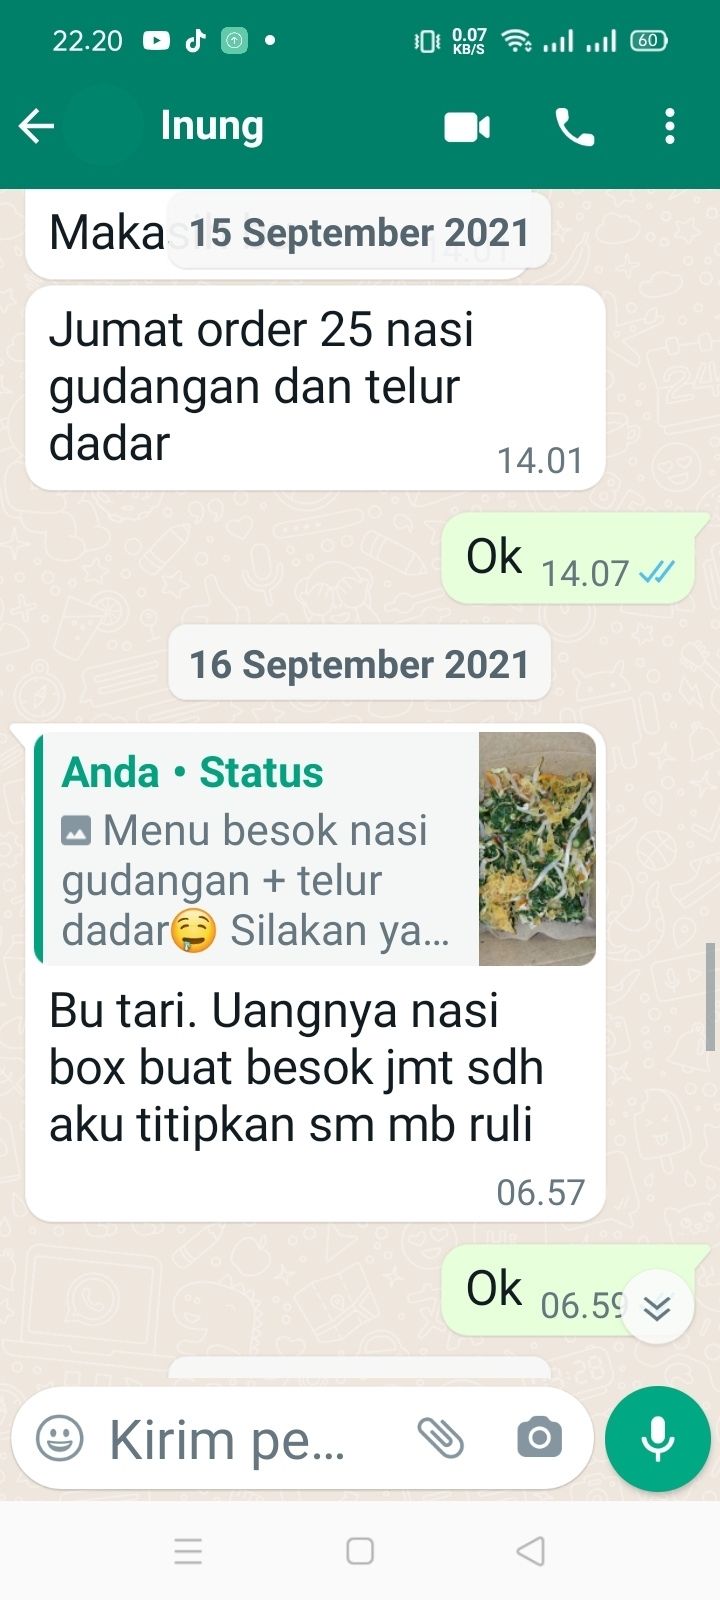 22.20
0.07
KB/S
60
Inung
Maka
15 September 2021
14.01
Jumat order 25 nasi
gudangan dan telur
dadar
14.01
Ok 14.07
16 September 2021
Anda • Status
Menu besok nasi
gudangan + telur
dadar🤤 Silakan ya...
Bu tari. Uangnya nasi
box buat besok jmt sdh
aku titipkan sm mb ruli
06.57
Ok 06.59
Kirim pe...